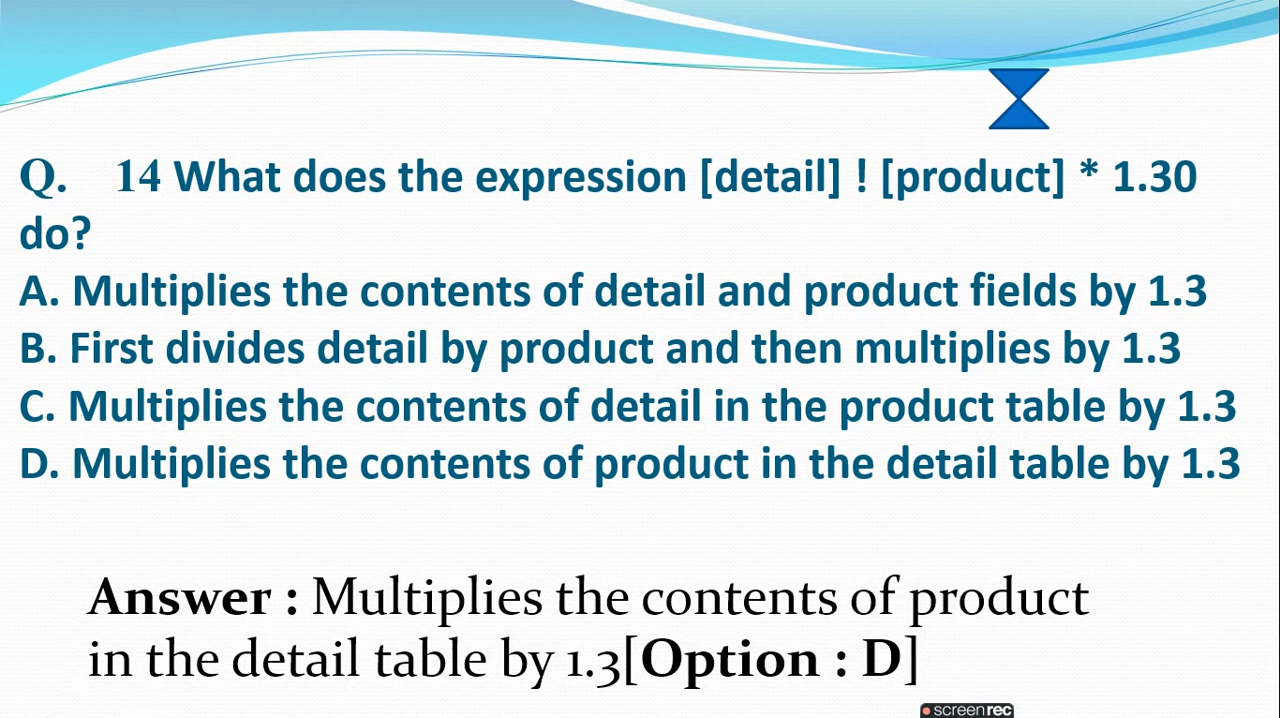 Q. 14 What does the expression [detail] ! [product] * 1.30
do?
A. Multiplies the contents of detail and product fields by 1.3
B. First divides detail by product and then multiplies by 1.3
C. Multiplies the contents of detail in the product table by 1.3
D. Multiplies the contents of product in the detail table by 1.3
Answer : Multiplies the contents of product
in the detail table by 1.3[Option : D]
screenrec